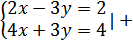 {2x − 3y = 2
{4x + 3y = 4| +